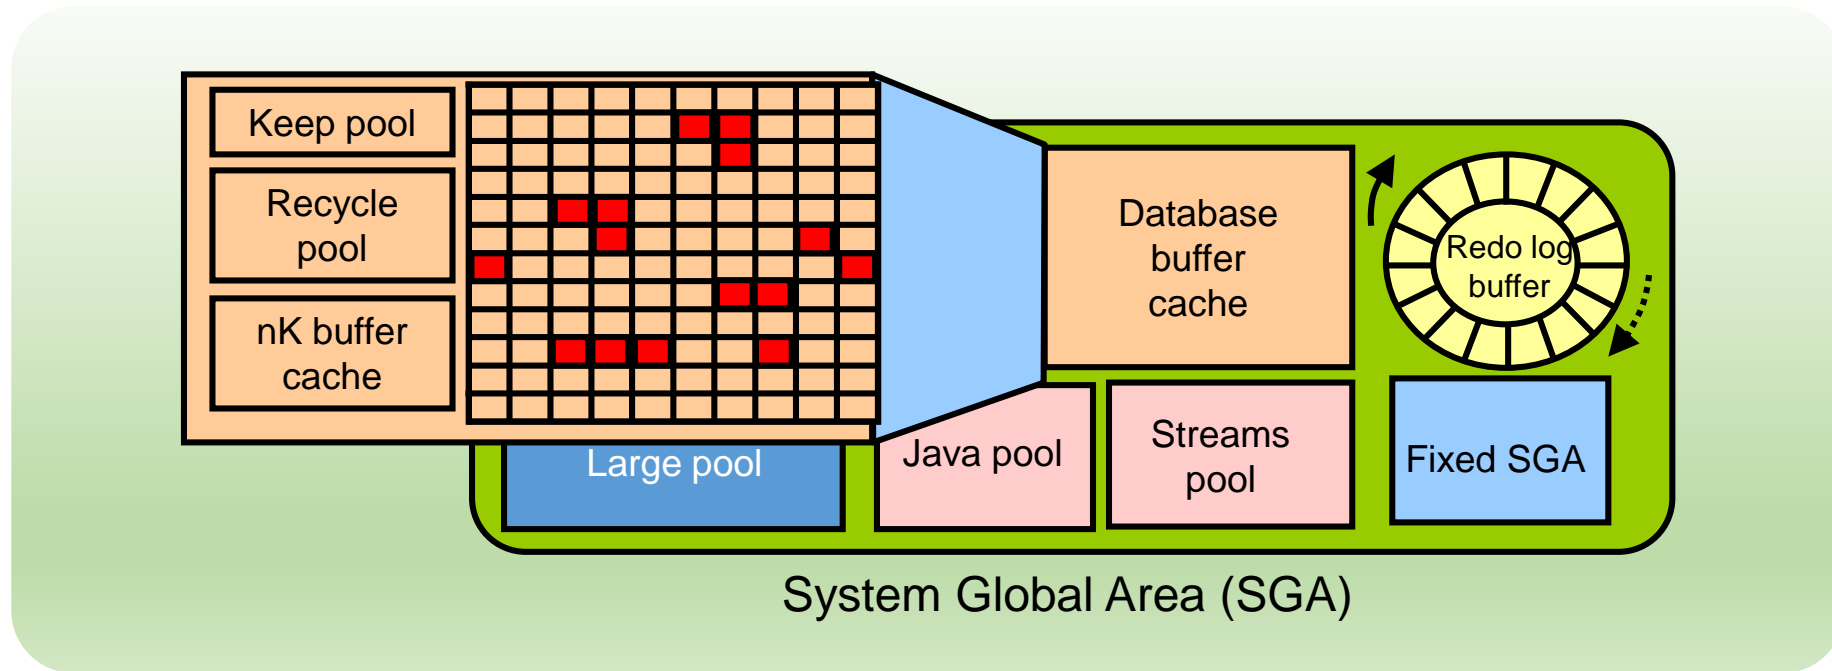 Keep pool
Recycle
pool
nK buffer
cache
Database
buffer
cache
Redo log
buffer
Large pool
Java pool
Streams
pool
Fixed SGA
System Global Area (SGA)